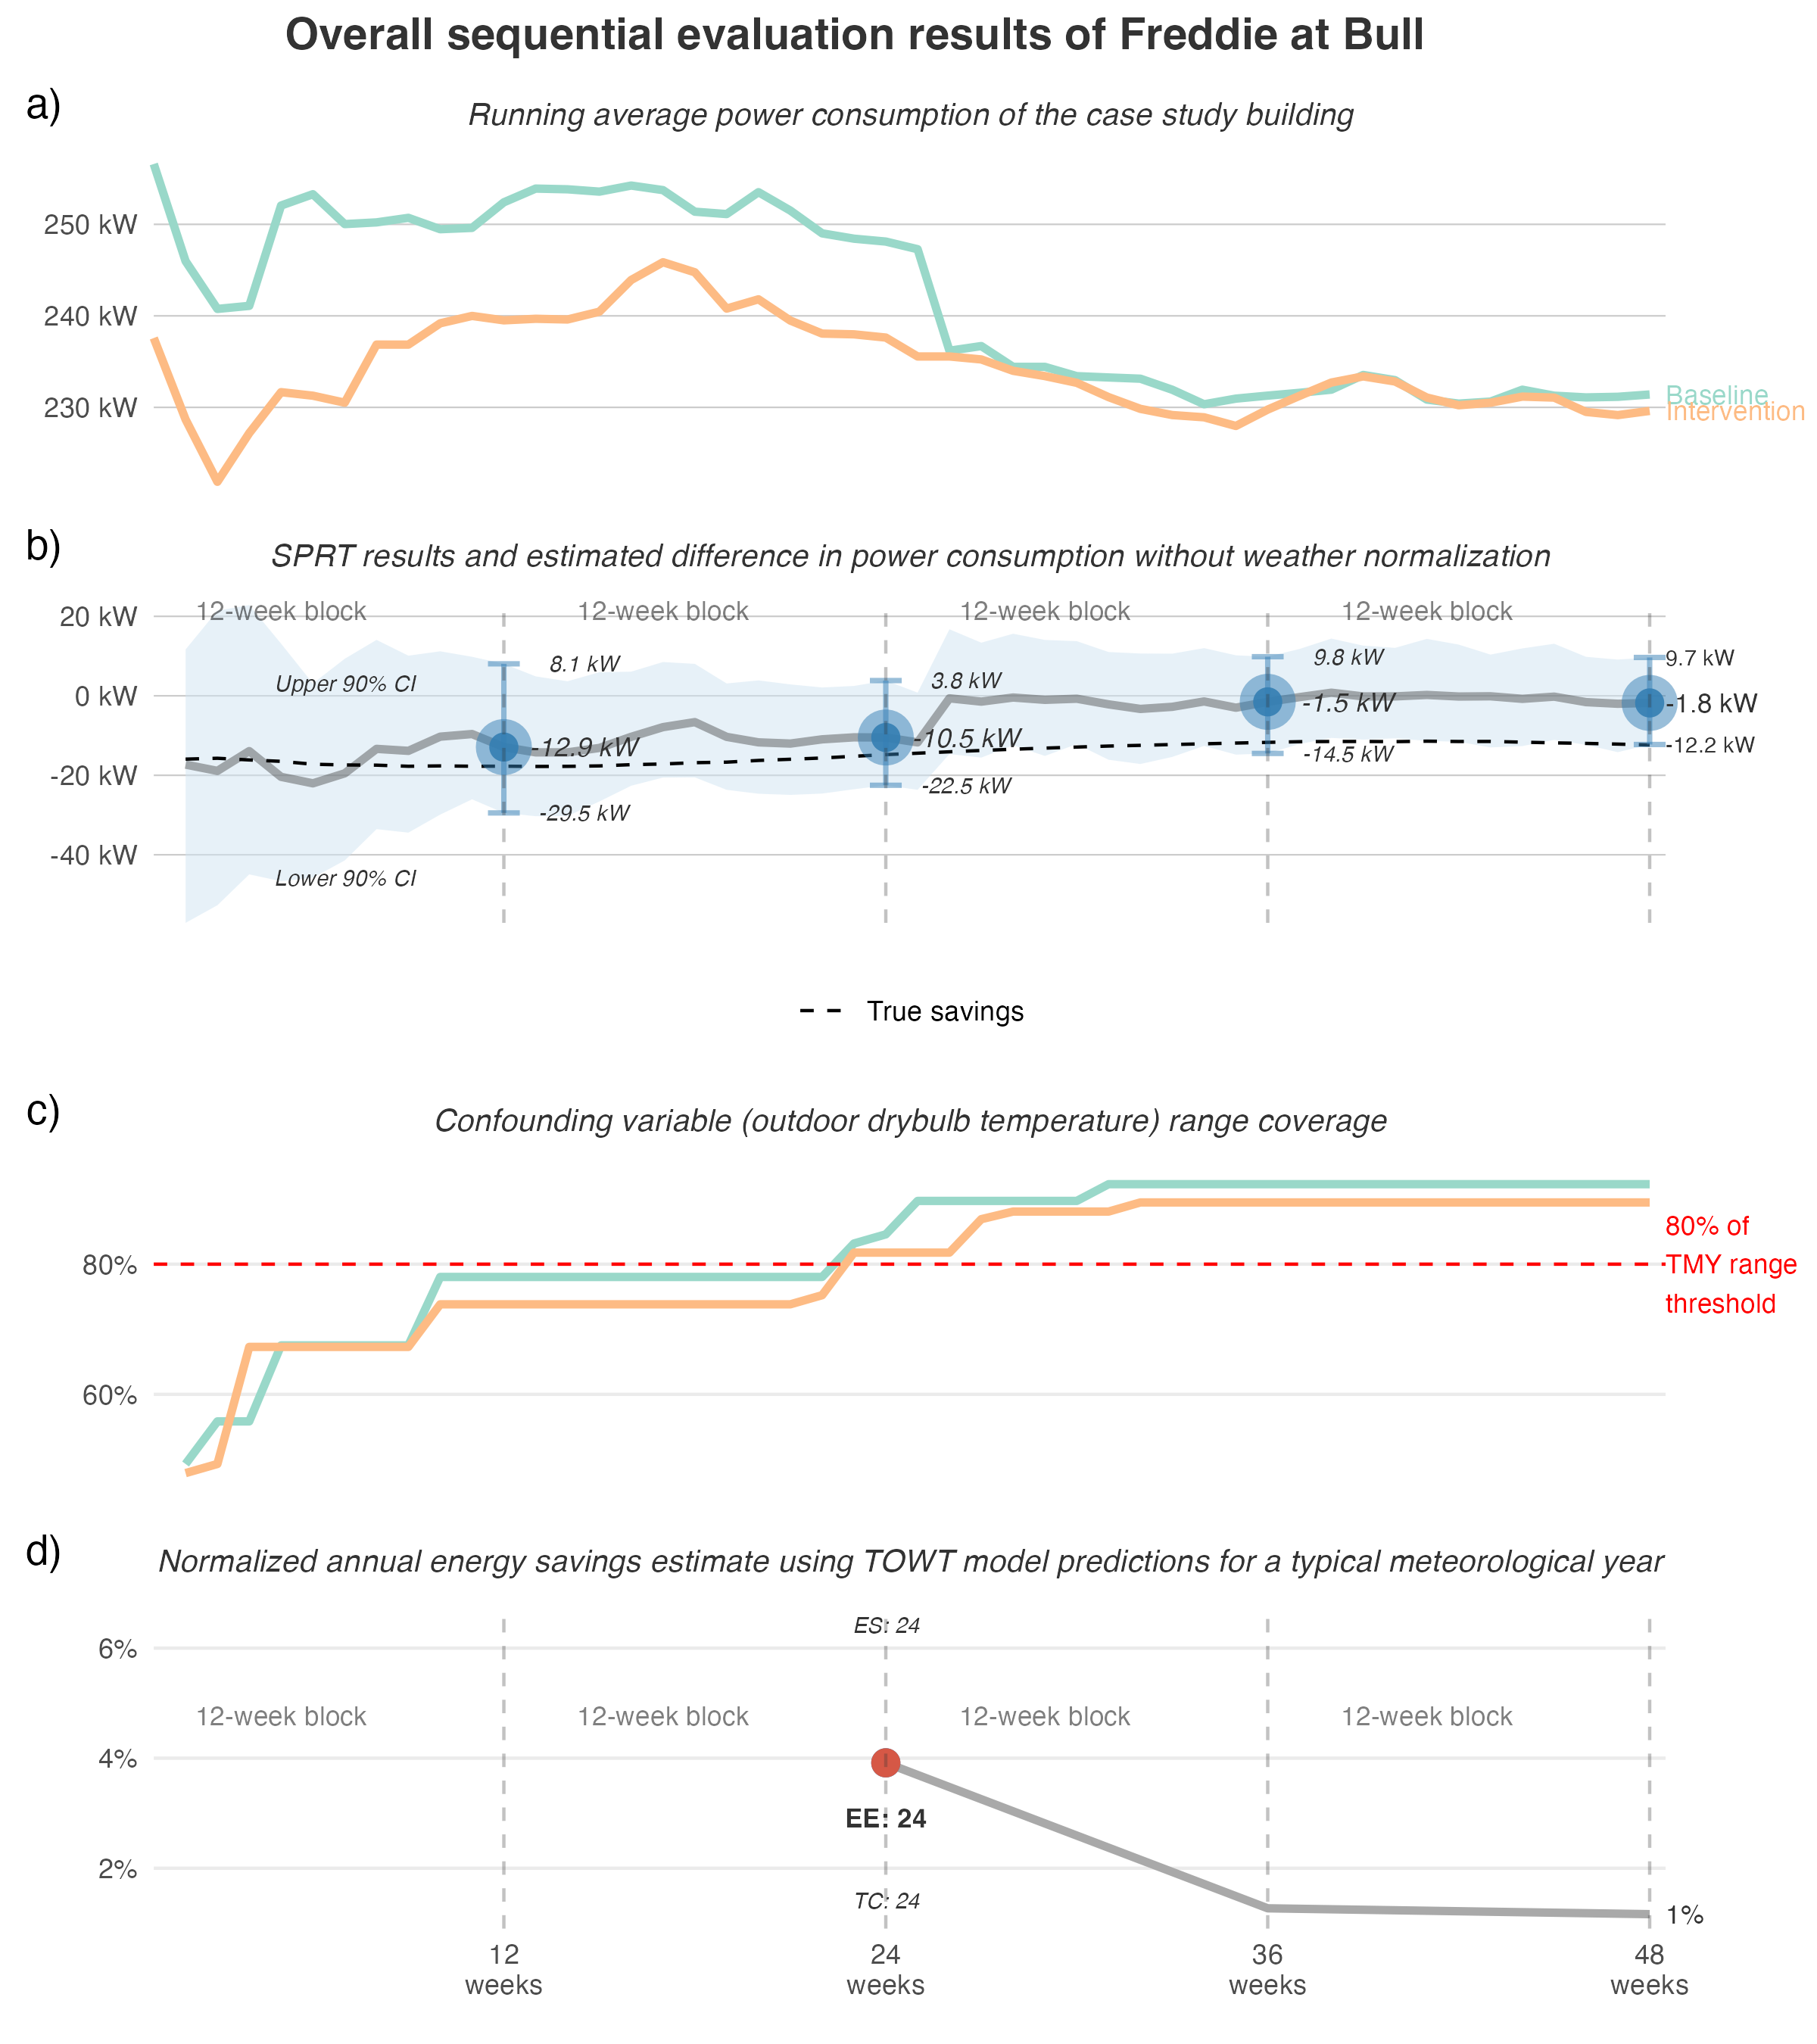 Overall sequential evaluation results of Freddie at Bull
a)
Running average power consumption of the case study building
250 kW
240 kW
230 kW
Baseline
Intervention
b)
SPRT results and estimated difference in power consumption without weather normalization
12-week block 12-week block 12-week block 12-week block
20 kW
0 kW
-20 kW
-40 kW
Upper 90% CI
Lower 90% CI
8.1 kW
-12.9 kW
-29.5 kW
3.8 kW
-10.5 kW
-22.5 kW
9.8 kW
-1.5 kW
-14.5 kW
9.7 kW
-1.8 kW
-12.2 kW
True savings
c)
Confounding variable (outdoor drybulb temperature) range coverage
80%
60%
80% of
TMY range
threshold
d)
Normalized annual energy savings estimate using TOWT model predictions for a typical meteorological year
ES: 24
6%
12-week block 12-week block 12-week block 12-week block
4%
EE: 24
2%
TC: 24
1%
12 24 36 48
weeks weeks weeks weeks